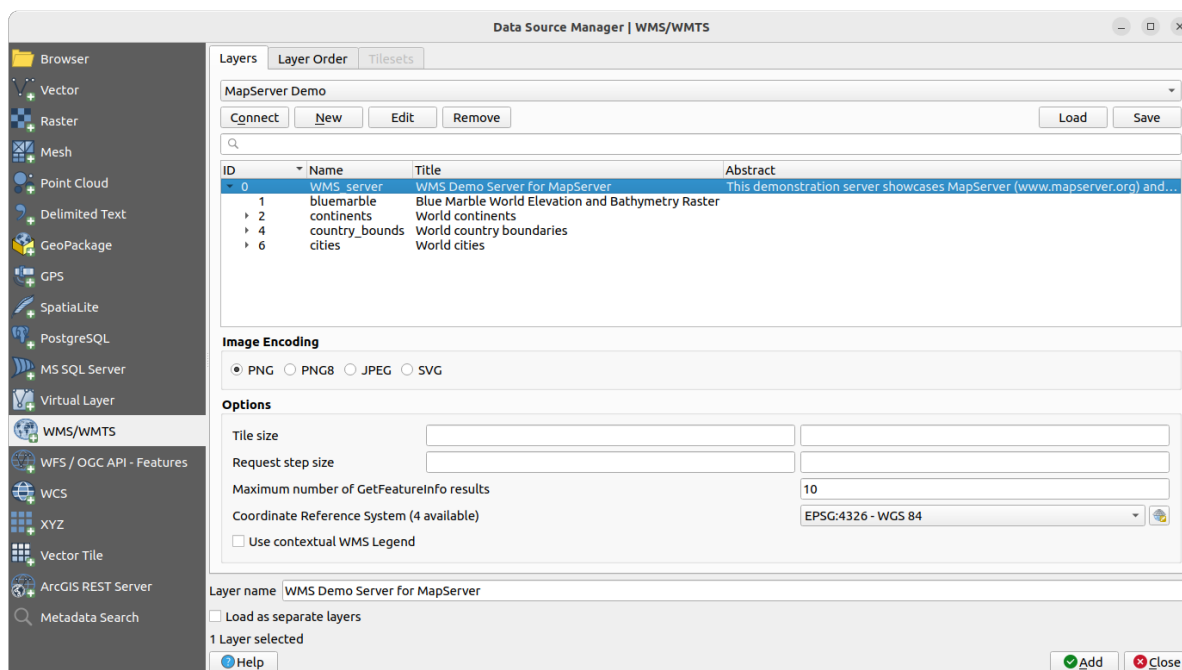 Data Source Manager | WMS/WMTS
Browser
Vector
Raster
Mesh
Point Cloud
Delimited Text
GeoPackage
GPS
SpatiaLite
PostgreSQL
MS SQL Server
Virtual Layer
WMS/WMTS
WFS / OGC API - Features
WCS
XYZ
Vector Tile
ArcGIS REST Server
Metadata Search
Layers Layer Order Tilesets
MapServer Demo
Connect New Edit Remove Load Save
ID Name Title Abstract
0 WMS_server WMS Demo Server for MapServer This demonstration server showcases MapServer (www.mapserver.org) and...
1 bluemarble Blue Marble World Elevation and Bathymetry Raster
2 continents World continents
4 country_bounds World country boundaries
6 cities World cities
Image Encoding
PNG PNG8 JPEG SVG
Options
Tile size
Request step size
Maximum number of GetFeatureInfo results 10
Coordinate Reference System (4 available) EPSG:4326 - WGS 84
Use contextual WMS Legend
Layer name WMS Demo Server for MapServer
Load as separate layers
1 Layer selected
Help Add Close